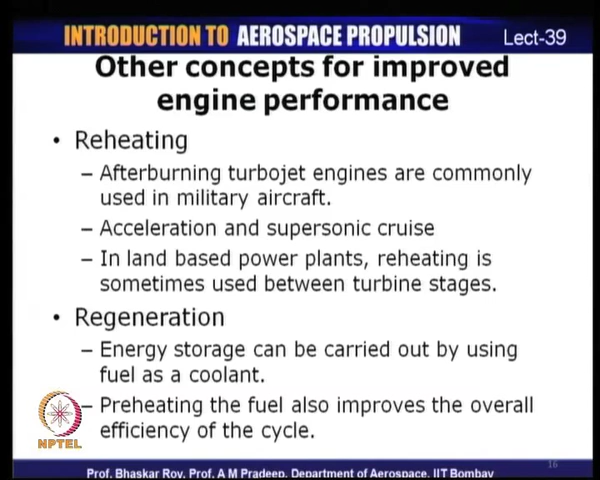 INTRODUCTION TO AEROSPACE PROPULSION Lect-39
Other concepts for improved
engine performance
• Reheating
– Afterburning turbojet engines are commonly
used in military aircraft.
– Acceleration and supersonic cruise
– In land based power plants, reheating is
sometimes used between turbine stages.
• Regeneration
– Energy storage can be carried out by using
fuel as a coolant.
– Preheating the fuel also improves the overall
efficiency of the cycle.
NPTEL
16
Prof. Bhaskar Roy, Prof. A M Pradeep, Department of Aerospace, IIT Bombay